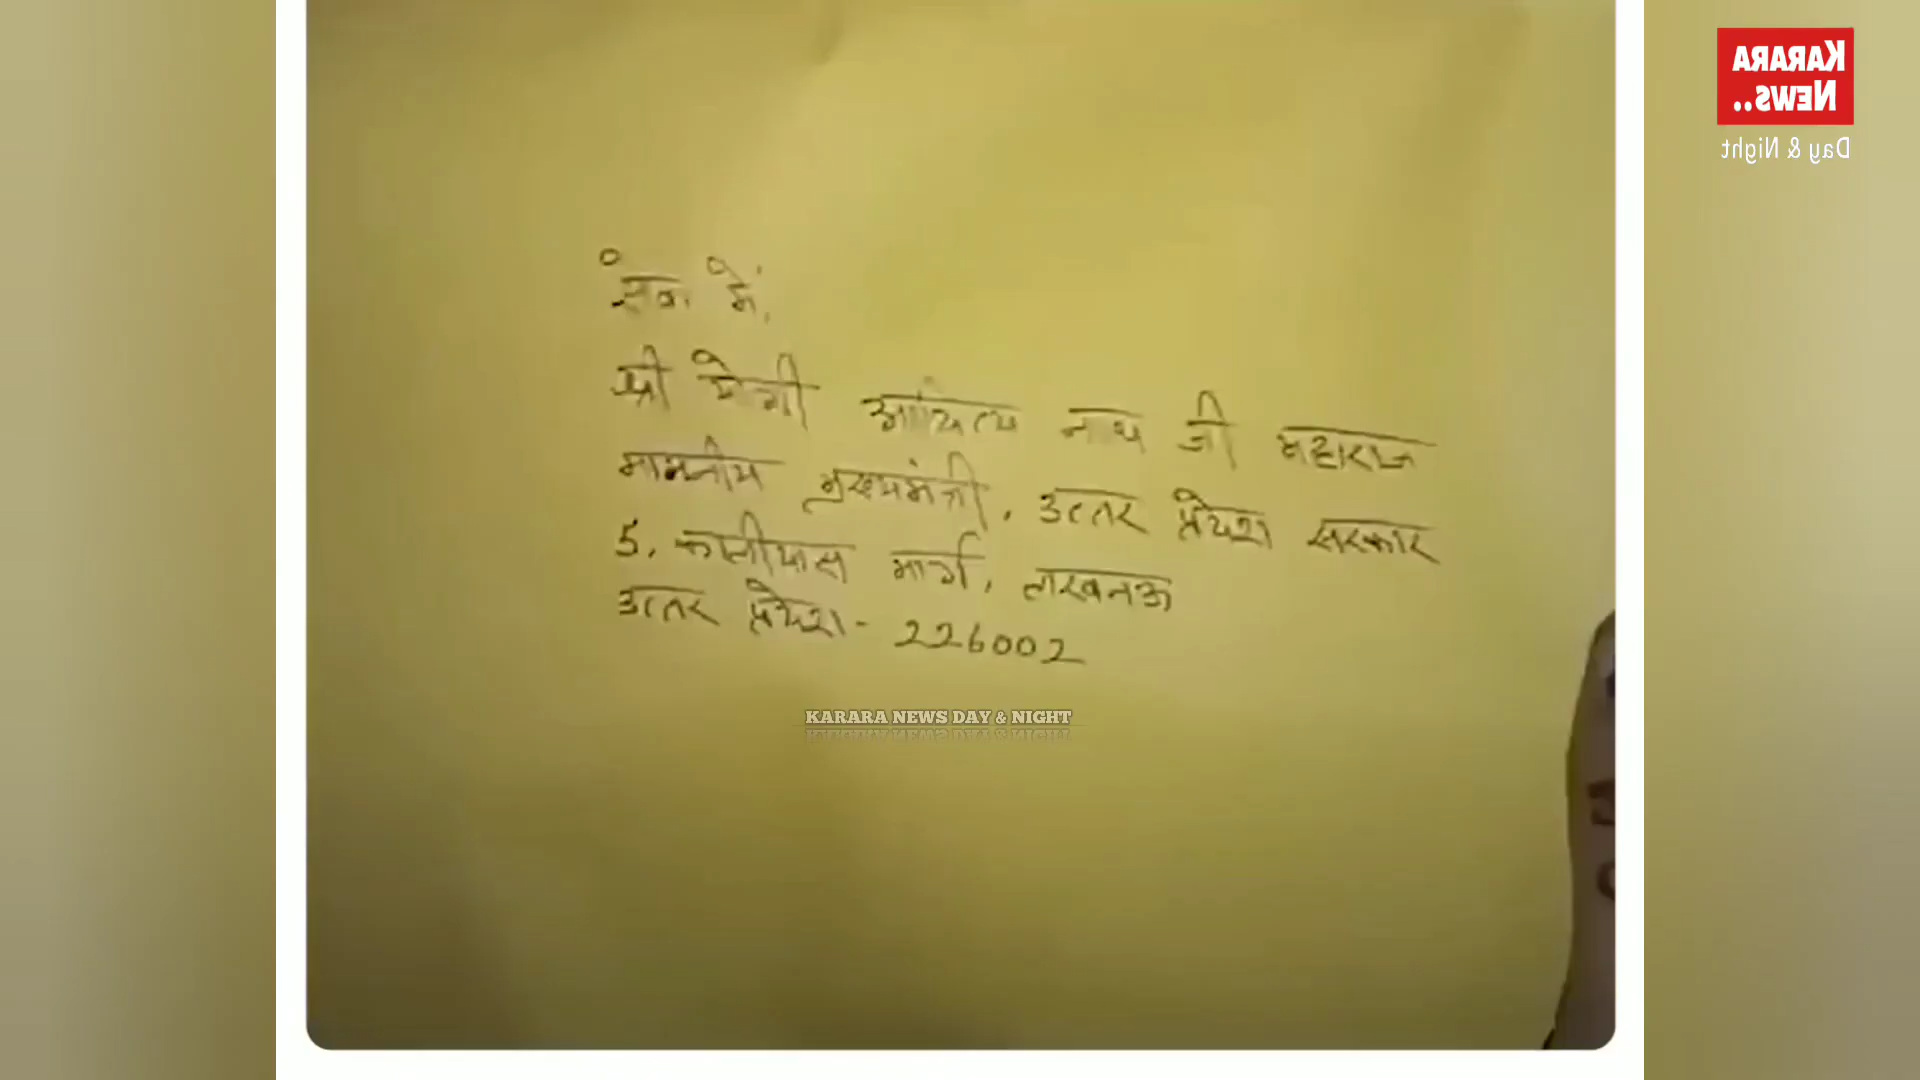 KARARA
NEWS..
Day & Night
सेवा में,
श्री योगी आदित्य नाथ जी महाराज
माननीय मुख्यमंत्री, उत्तर प्रदेश सरकार
5, कालीदास मार्ग, लखनऊ
उत्तर प्रदेश - 226002
KARARA NEWS DAY & NIGHT